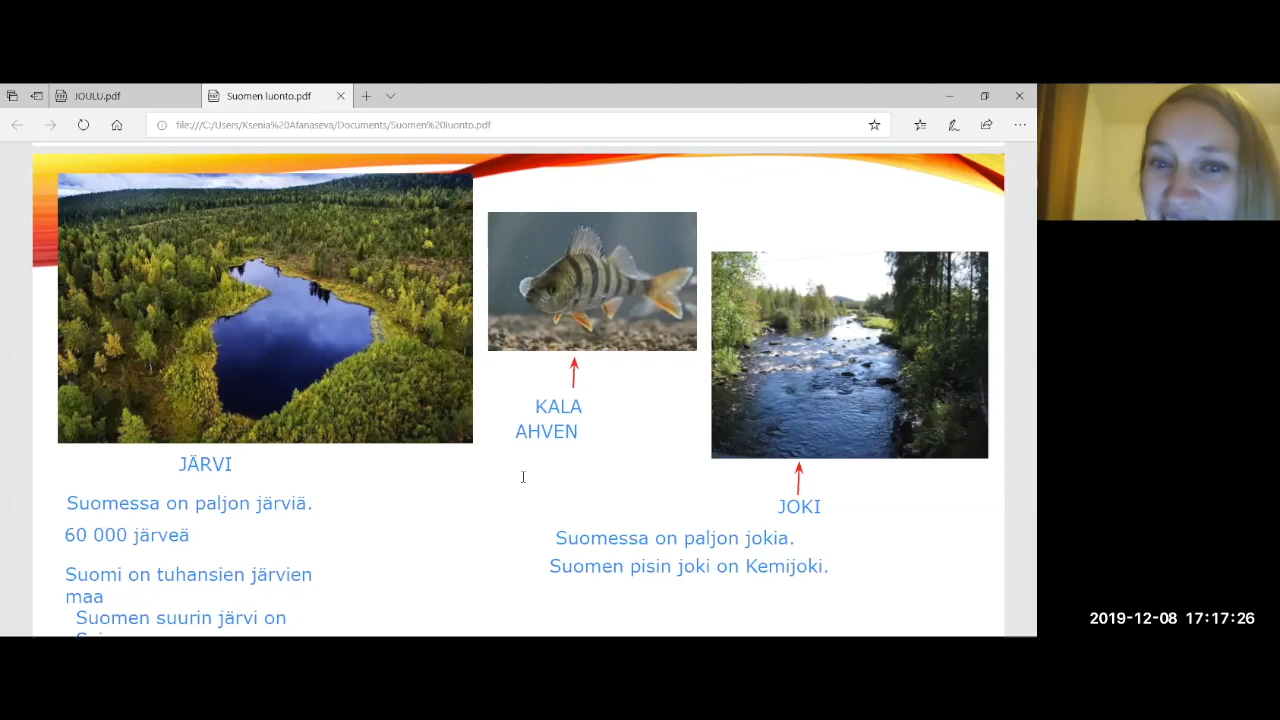 JOULU.pdf
Suomen luonto.pdf
file:///C:/Users/Ksenia%20Afanaseva/Documents/Suomen%20luonto.pdf
JÄRVI
Suomessa on paljon järviä.
60 000 järveä
Suomi on tuhansien järvien
maa
Suomen suurin järvi on
KALA
AHVEN
JOKI
Suomessa on paljon jokia.
Suomen pisin joki on Kemijoki.
2019-12-08 17:17:26